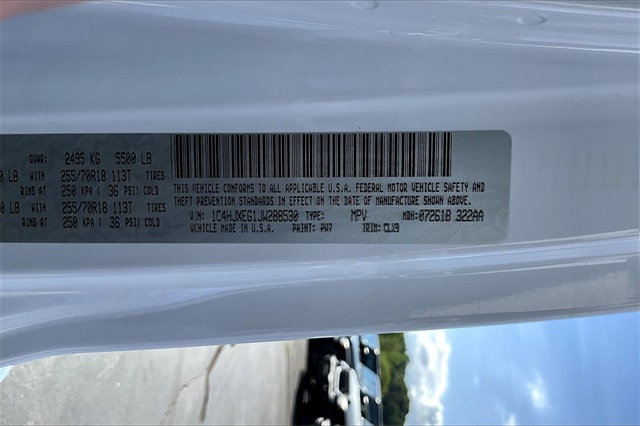 GVWR: 2495 KG 5500 LB
0 LB WITH 255/70R18 113T TIRES
RIMS AT 250 KPA ( 36 PSI) COLD
0 LB WITH 255/70R18 113T TIRES
RIMS AT 250 KPA ( 36 PSI) COLD
THIS VEHICLE CONFORMS TO ALL APPLICABLE U.S.A. FEDERAL MOTOR VEHICLE SAFETY AND
THEFT PREVENTION STANDARDS IN EFFECT ON THE DATE OF MANUFACTURE SHOWN ABOVE.
VIN: 1C4HJXEG1JW288530 TYPE: MPV MDH: 072618 322AA
VEHICLE MADE IN U.S.A. PAINT: PW7 TRIM: CLX9